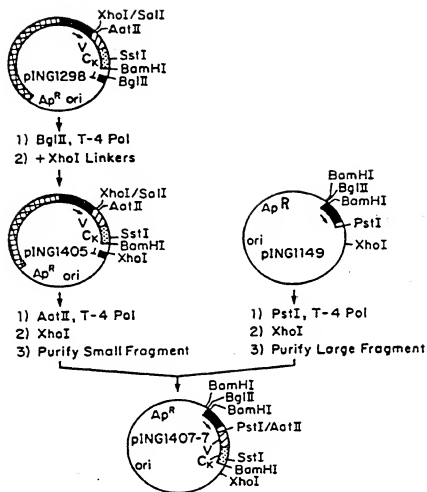 XhoI/SalI
AatII
V
Cκ
SstI
BamHI
BglII
pING1298
ApR ori
1) BglII, T-4 Pol
2) +XhoI Linkers
XhoI/SalI
AatII
V
Cκ
SstI
BamHI
XhoI
pING1405
ApR ori
BamHI
BglII
BamHI
ApR
PstI
ori
XhoI
pING1149
1) AatII, T-4 Pol
2) XhoI
3) Purify Small Fragment
1) PstI, T-4 Pol
2) XhoI
3) Purify Large Fragment
BamHI
BglII
BamHI
ApR
PstI/AatII
pING1407-7
V
Cκ
SstI
BamHI
XhoI
ori